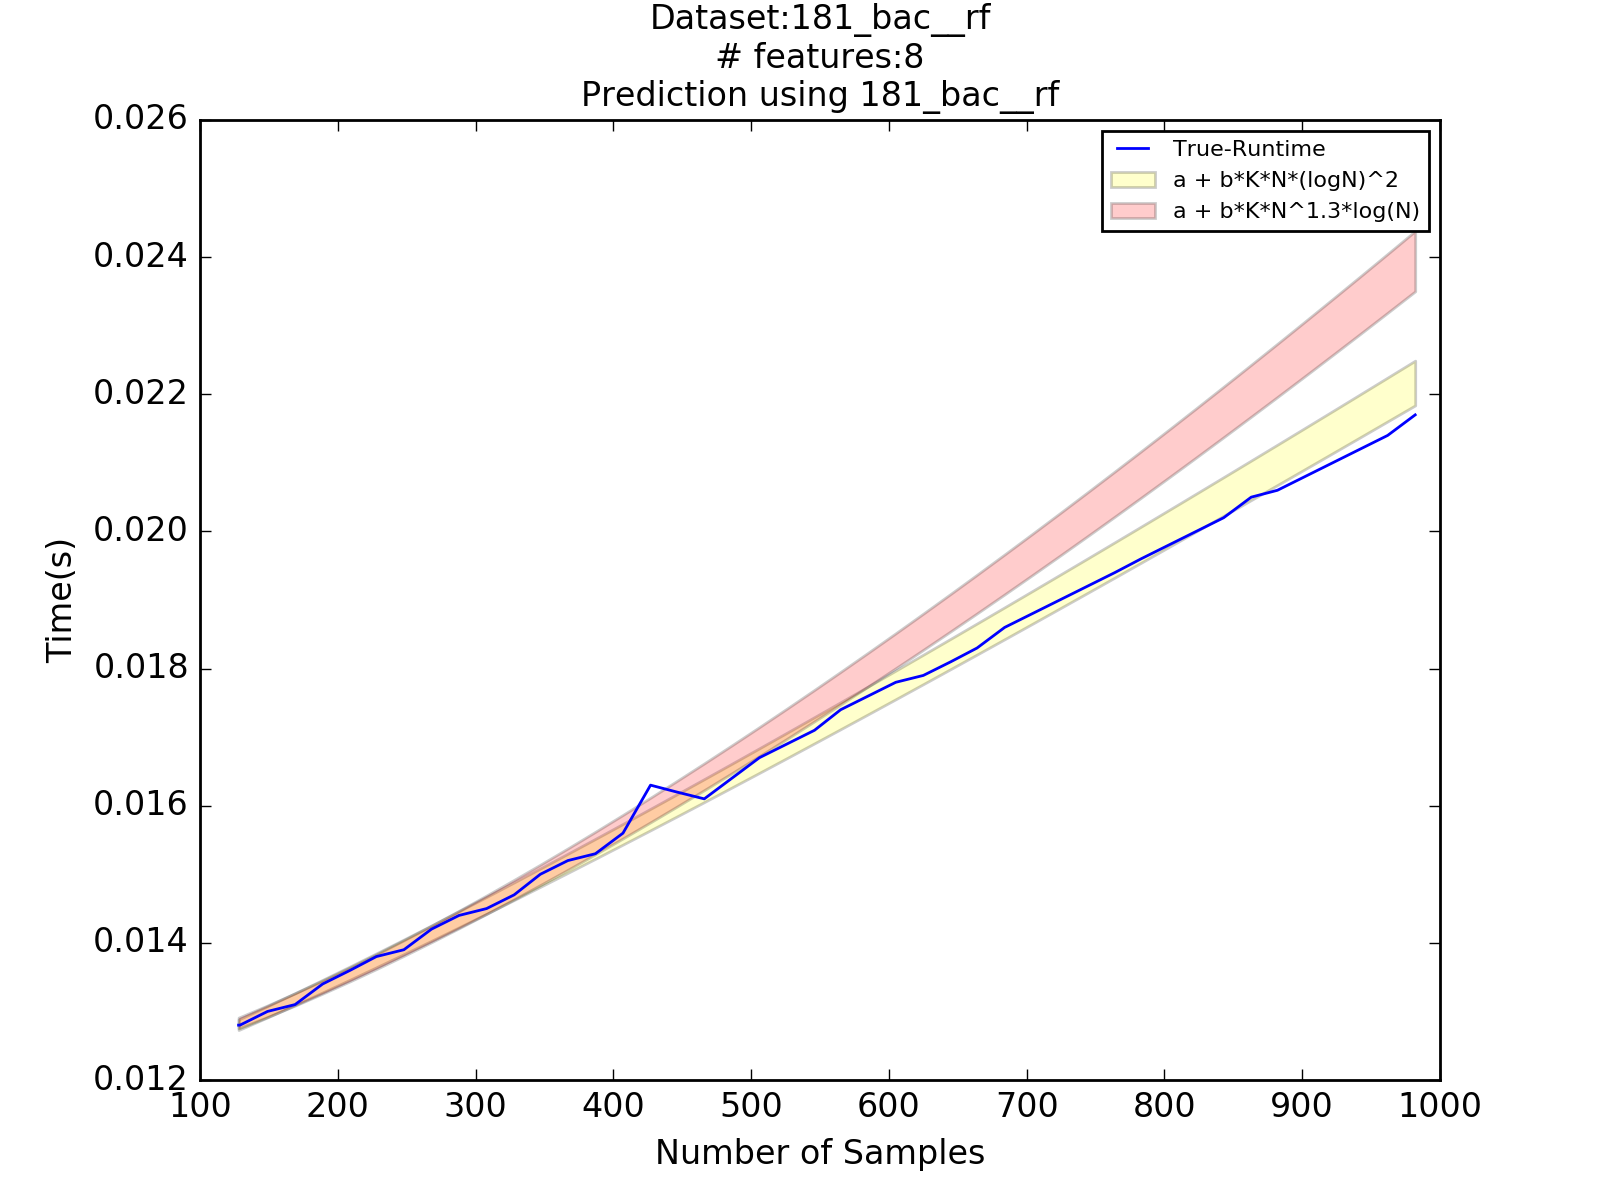 Dataset:181_bac__rf
# features:8
Prediction using 181_bac__rf
True-Runtime
a + b*K*N*(logN)^2
a + b*K*N^1.3*log(N)
0.026
0.024
0.022
0.020
0.018
0.016
0.014
0.012
Time(s)
100 200 300 400 500 600 700 800 900 1000
Number of Samples